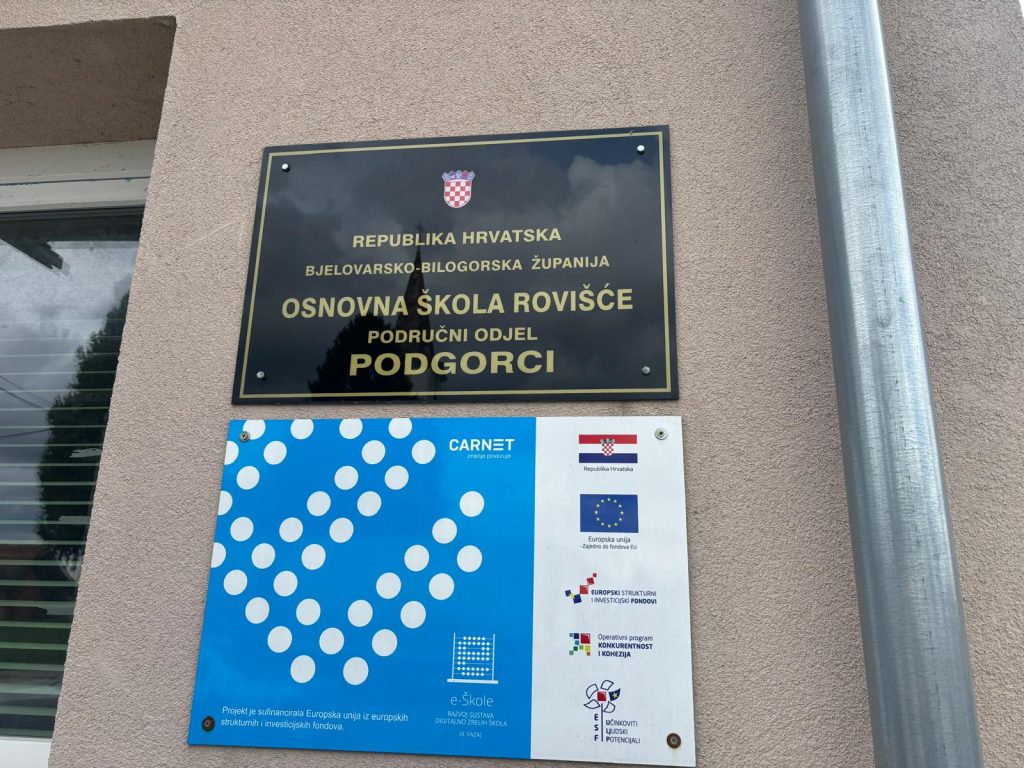 REPUBLIKA HRVATSKA
BJELOVARSKO-BILOGORSKA ŽUPANIJA
OSNOVNA ŠKOLA ROVIŠĆE
PODRUČNI ODJEL
PODGORCI
CARNET
znanje povezuje
Projekt je sufinancirala Europska unija iz europskih
strukturnih i investicijskih fondova.
e-Škole
RAZVOJ SUSTAVA
DIGITALNO ZRELIH ŠKOLA
(II. FAZA)
Republika Hrvatska
Europska unija
Zajedno do fondova EU
EUROPSKI STRUKTURNI
I INVESTICIJSKI FONDOVI
Operativni program
KONKURENTNOST
I KOHEZIJA
ESF
UČINKOVITI
LJUDSKI
POTENCIJALI